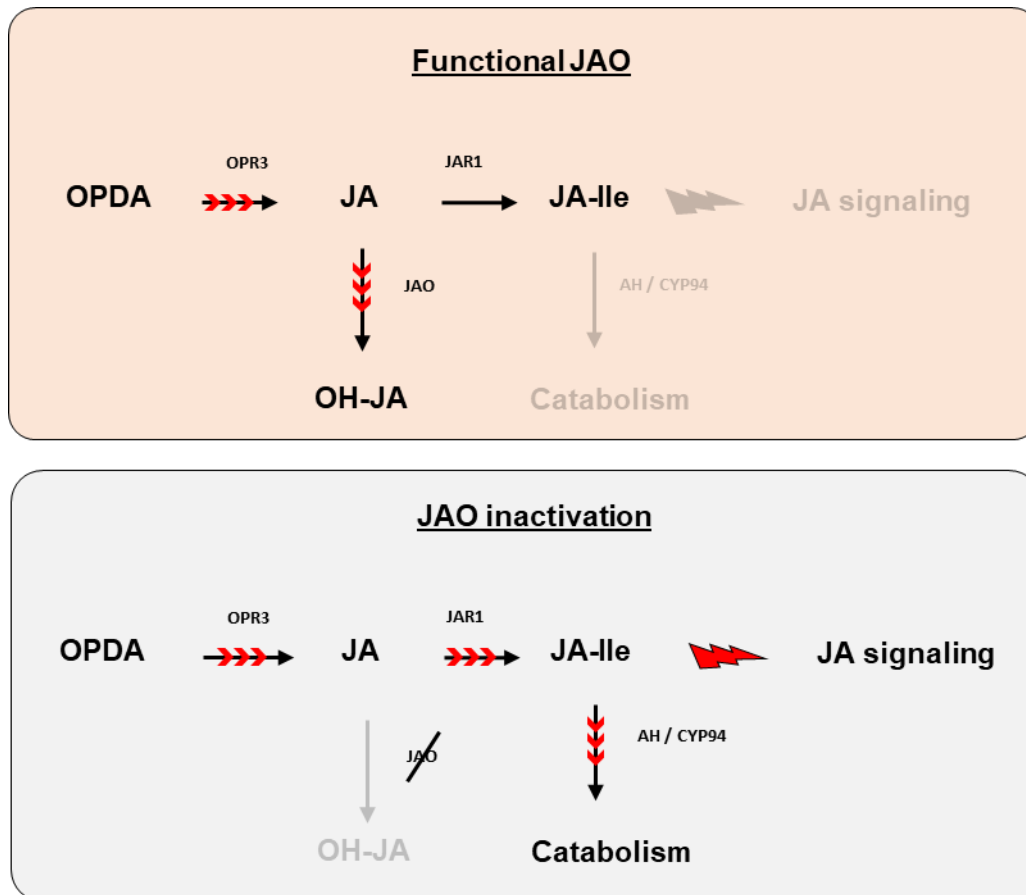 Functional JAO
OPR3
JAR1
OPDA JA JA-Ile JA signaling
JAO
AH / CYP94
OH-JA Catabolism
JAO inactivation
OPR3
JAR1
OPDA JA JA-Ile JA signaling
JAO
AH / CYP94
OH-JA Catabolism